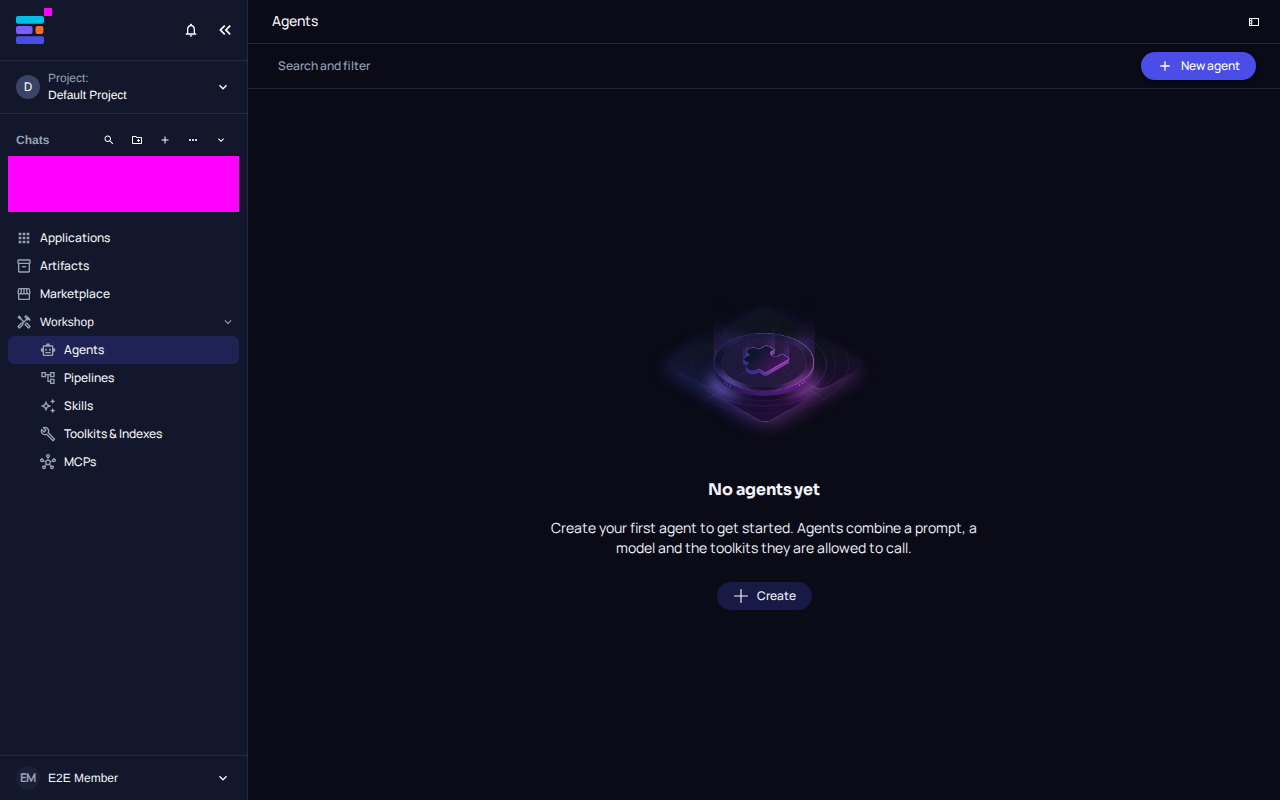 Agents
Project:
Default Project
D
Search and filter
New agent
Chats
Applications
Artifacts
Marketplace
Workshop
Agents
Pipelines
Skills
Toolkits & Indexes
MCPs
No agents yet
Create your first agent to get started. Agents combine a prompt, a
model and the toolkits they are allowed to call.
Create
EM
E2E Member